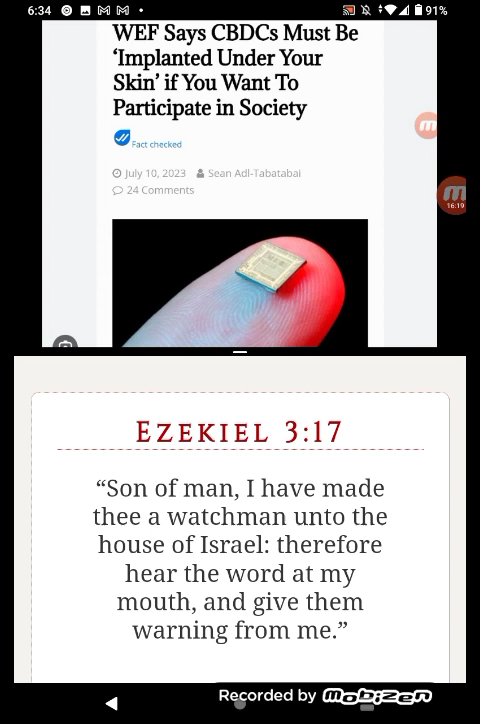 6:34 91%
WEF Says CBDCs Must Be
‘Implanted Under Your
Skin’ if You Want To
Participate in Society
Fact checked
July 10, 2023 Sean Adl-Tabatabai
24 Comments
16:19
EZEKIEL 3:17
“Son of man, I have made
thee a watchman unto the
house of Israel: therefore
hear the word at my
mouth, and give them
warning from me.”
Recorded by Mobizen